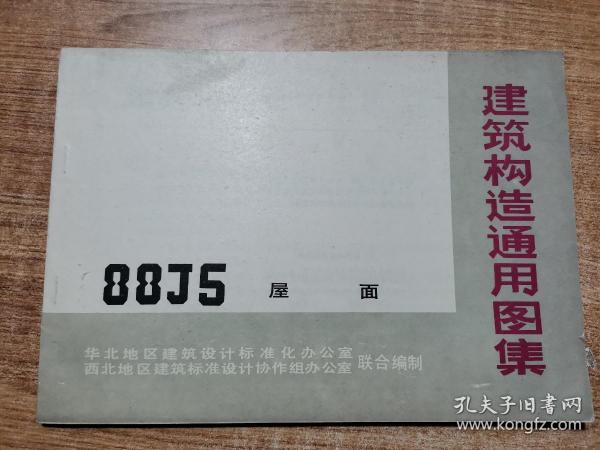 建筑构造通用图集
88J5 屋面
华北地区建筑设计标准化办公室
西北地区建筑标准设计协作组办公室
联合编制
孔夫子旧书网
www.kongfz.com